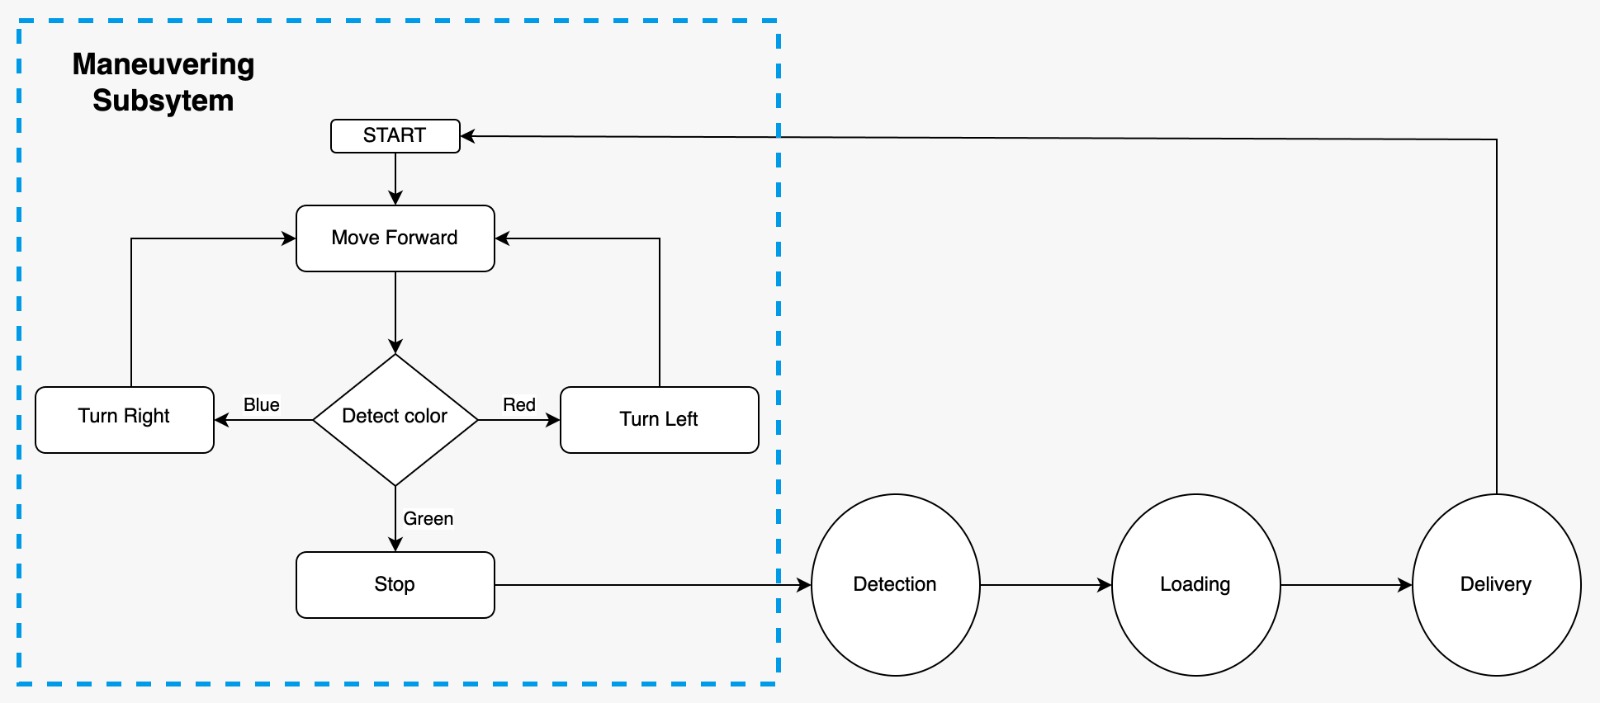 Maneuvering
Subsytem
START
Move Forward
Turn Right
Blue
Detect color
Red
Turn Left
Green
Stop
Detection
Loading
Delivery